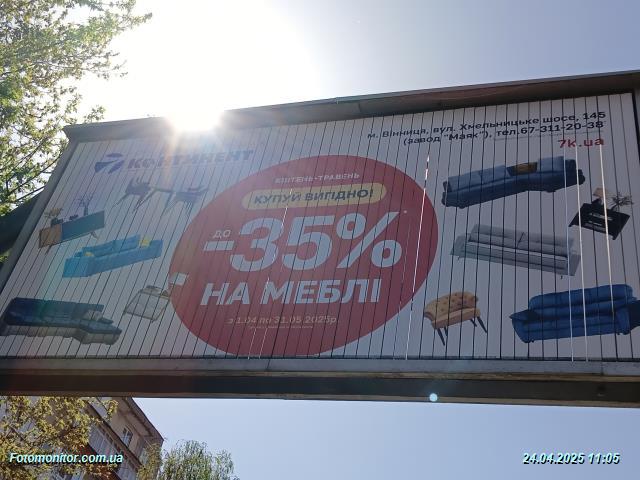 м. Вінниця, вул. Хмельницьке шосе, 145
(завод "Маяк"), тел.67-311-20-38
7k.ua
КОНТИНЕНТ
КВІТЕНЬ-ТРАВЕНЬ
КУПУЙ ВИГІДНО!
ДО
-35%*
НА МЕБЛІ
з 1.04 по 31.05 2025р.
Fotomonitor.com.ua
24.04.2025 11:05